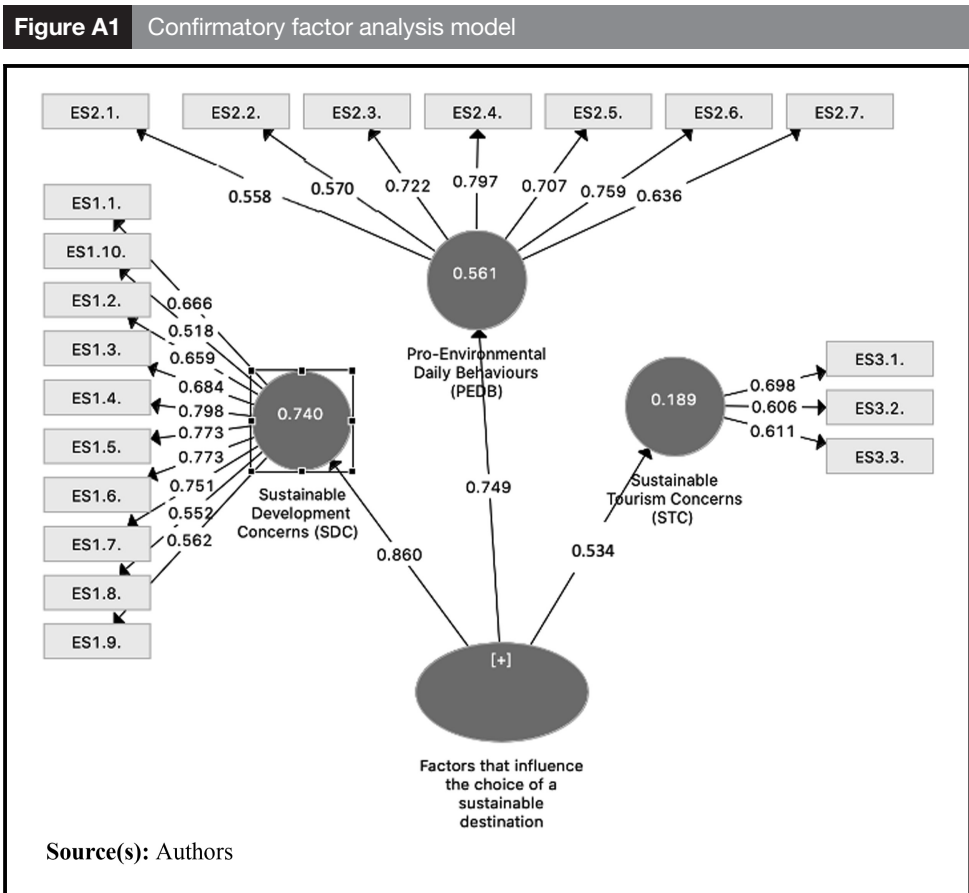 Figure A1 Confirmatory factor analysis model
ES2.1. ES2.2. ES2.3. ES2.4. ES2.5. ES2.6. ES2.7.
0.558 0.570 0.722 0.797 0.707 0.759 0.636
ES1.1.
ES1.10.
ES1.2.
ES1.3.
ES1.4.
ES1.5.
ES1.6.
ES1.7.
ES1.8.
ES1.9.
0.666
0.518
0.659
0.684
0.798
0.773
0.773
0.751
0.552
0.562
0.740
Sustainable
Development
Concerns (SDC)
0.561
Pro-Environmental
Daily Behaviours
(PEDB)
0.189
Sustainable
Tourism Concerns
(STC)
0.698
0.606
0.611
ES3.1.
ES3.2.
ES3.3.
0.860
0.749
0.534
[+]
Factors that influence
the choice of a
sustainable
destination
Source(s): Authors